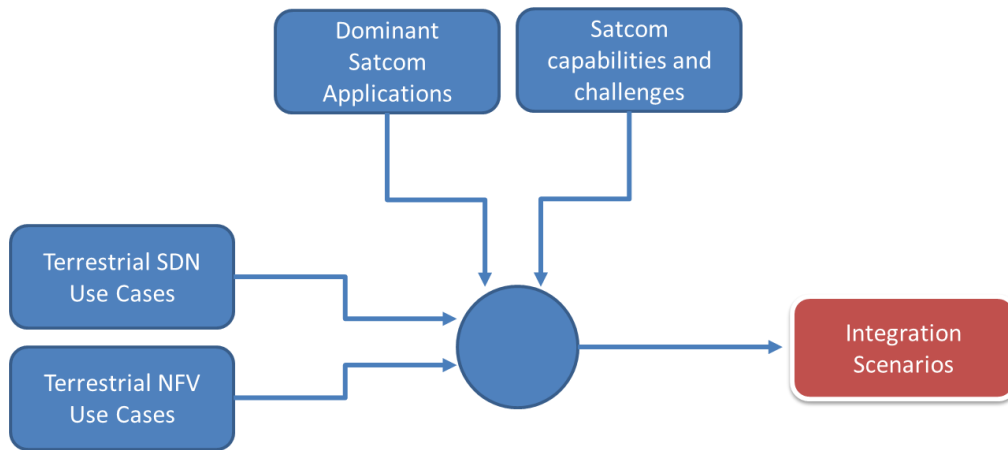 Dominant
Satcom
Applications
Satcom
capabilities and
challenges
Terrestrial SDN
Use Cases
Terrestrial NFV
Use Cases
Integration
Scenarios